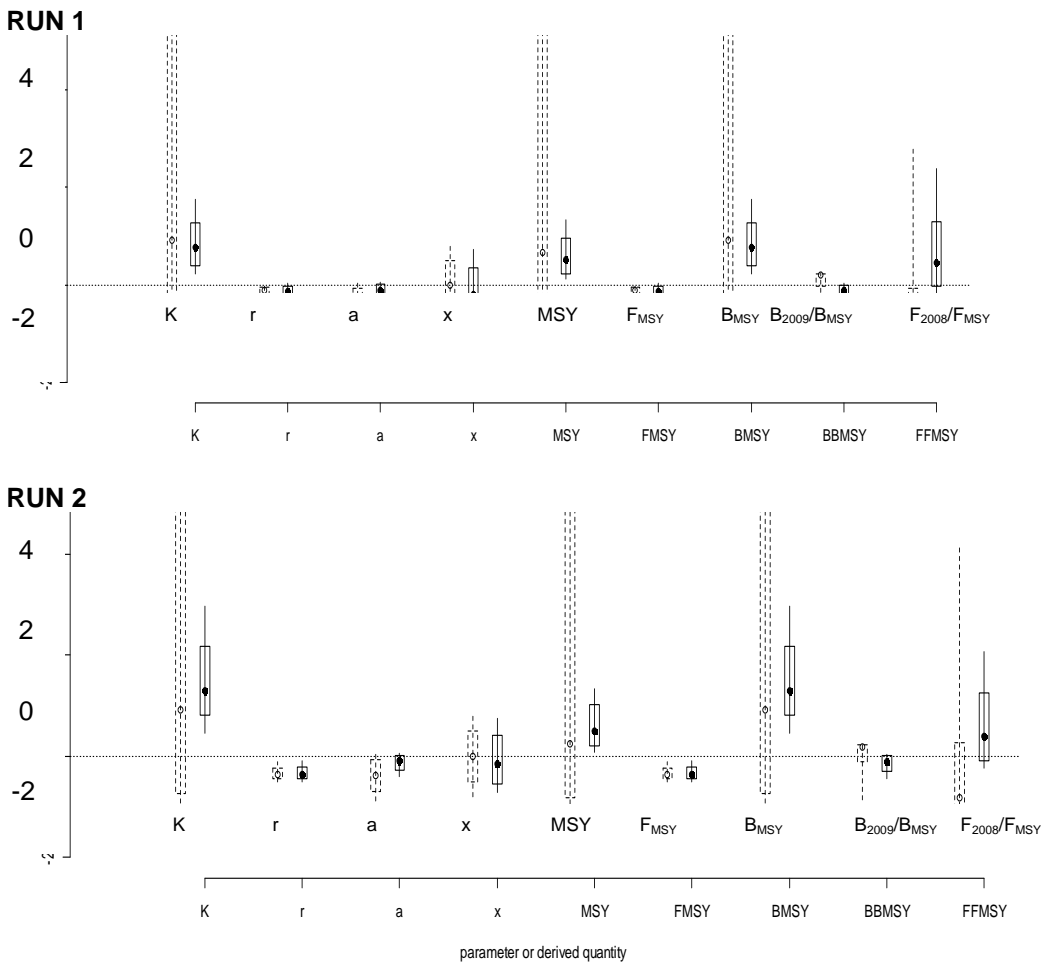 RUN 1
4
2
0
-2
K r a x MSY FMSY BMSY B2009/BMSY F2008/FMSY
-2
K r a x MSY FMSY BMSY BBMSY FFMSY
RUN 2
4
2
0
-2
K r a x MSY FMSY BMSY B2009/BMSY F2008/FMSY
-2
K r a x MSY FMSY BMSY BBMSY FFMSY
parameter or derived quantity